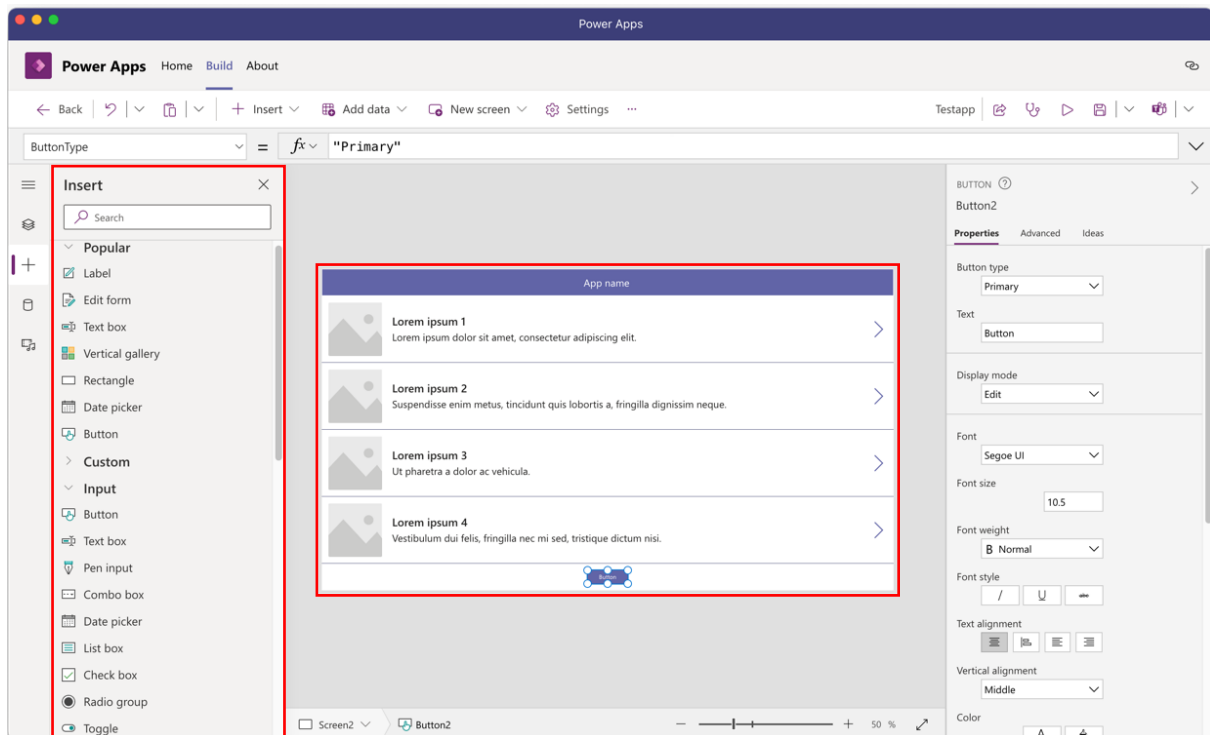 Power Apps
Power Apps Home Build About
Back Insert Add data New screen Settings ... Testapp
ButtonType = fx "Primary"
Insert
Search
Popular
Label
Edit form
Text box
Vertical gallery
Rectangle
Date picker
Button
Custom
Input
Button
Text box
Pen input
Combo box
Date picker
List box
Check box
Radio group
Toggle
App name
Lorem ipsum 1
Lorem ipsum dolor sit amet, consectetur adipiscing elit.
Lorem ipsum 2
Suspendisse enim metus, tincidunt quis lobortis a, fringilla dignissim neque.
Lorem ipsum 3
Ut pharetra a dolor ac vehicula.
Lorem ipsum 4
Vestibulum dui felis, fringilla nec mi sed, tristique dictum nisi.
Button
Screen2 Button2 50 %
BUTTON
Button2
Properties Advanced Ideas
Button type
Primary
Text
Button
Display mode
Edit
Font
Segoe UI
Font size
10.5
Font weight
B Normal
Font style
/ U abc
Text alignment
Vertical alignment
Middle
Color
A